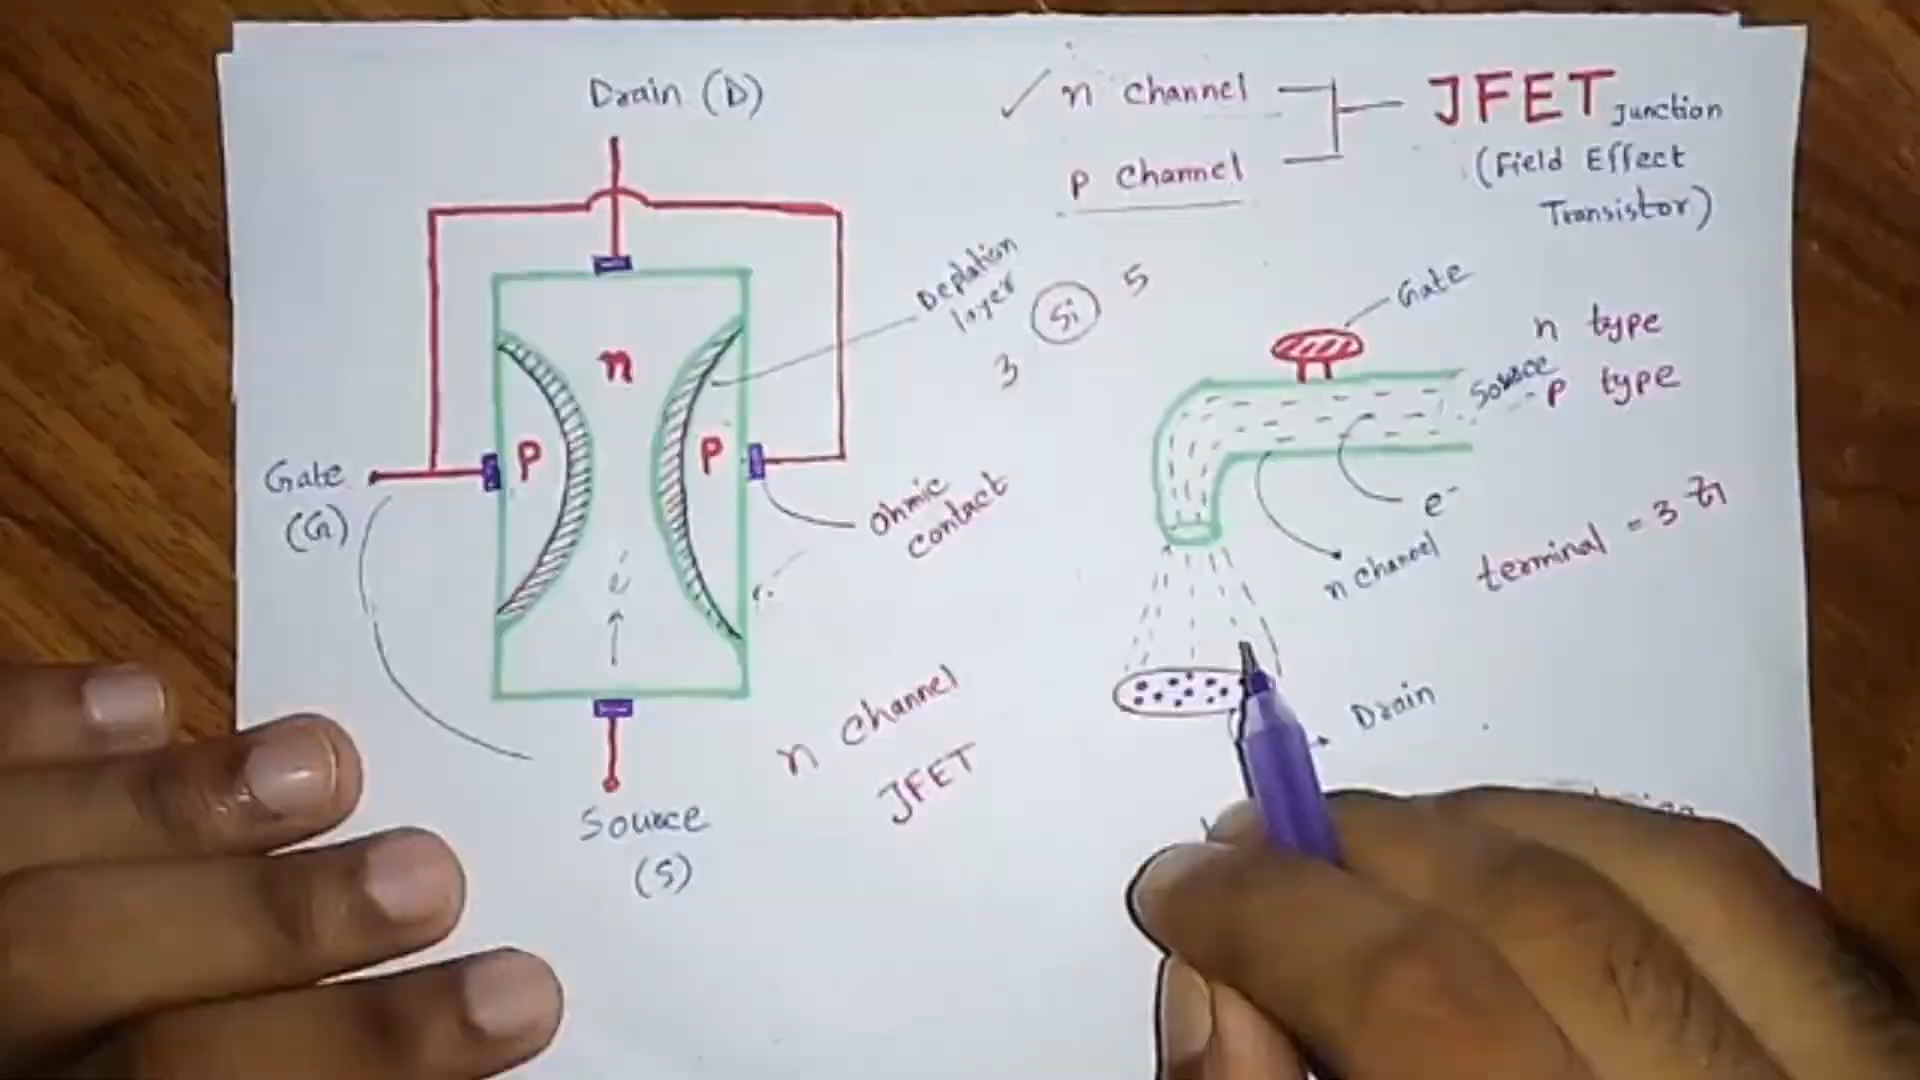 Drain (D)
n channel
p channel
JFET Junction
(Field Effect
Transistor)
Depletion
layer
3 Si 5
n
p
p
Gate
(G)
Ohmic
contact
e⁻
Source
(S)
n channel
JFET
Gate
n type
Source
p type
e⁻
n channel
terminal = 3
Drain